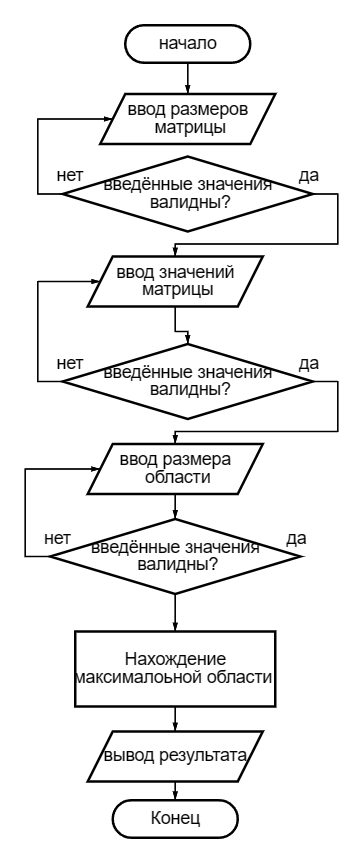 начало
ввод размеров
матрицы
нет
да
введённые значения
валидны?
ввод значений
матрицы
нет
да
введённые значения
валидны?
ввод размера
области
нет
да
введённые значения
валидны?
Нахождение
максималоьной области
вывод результата
Конец